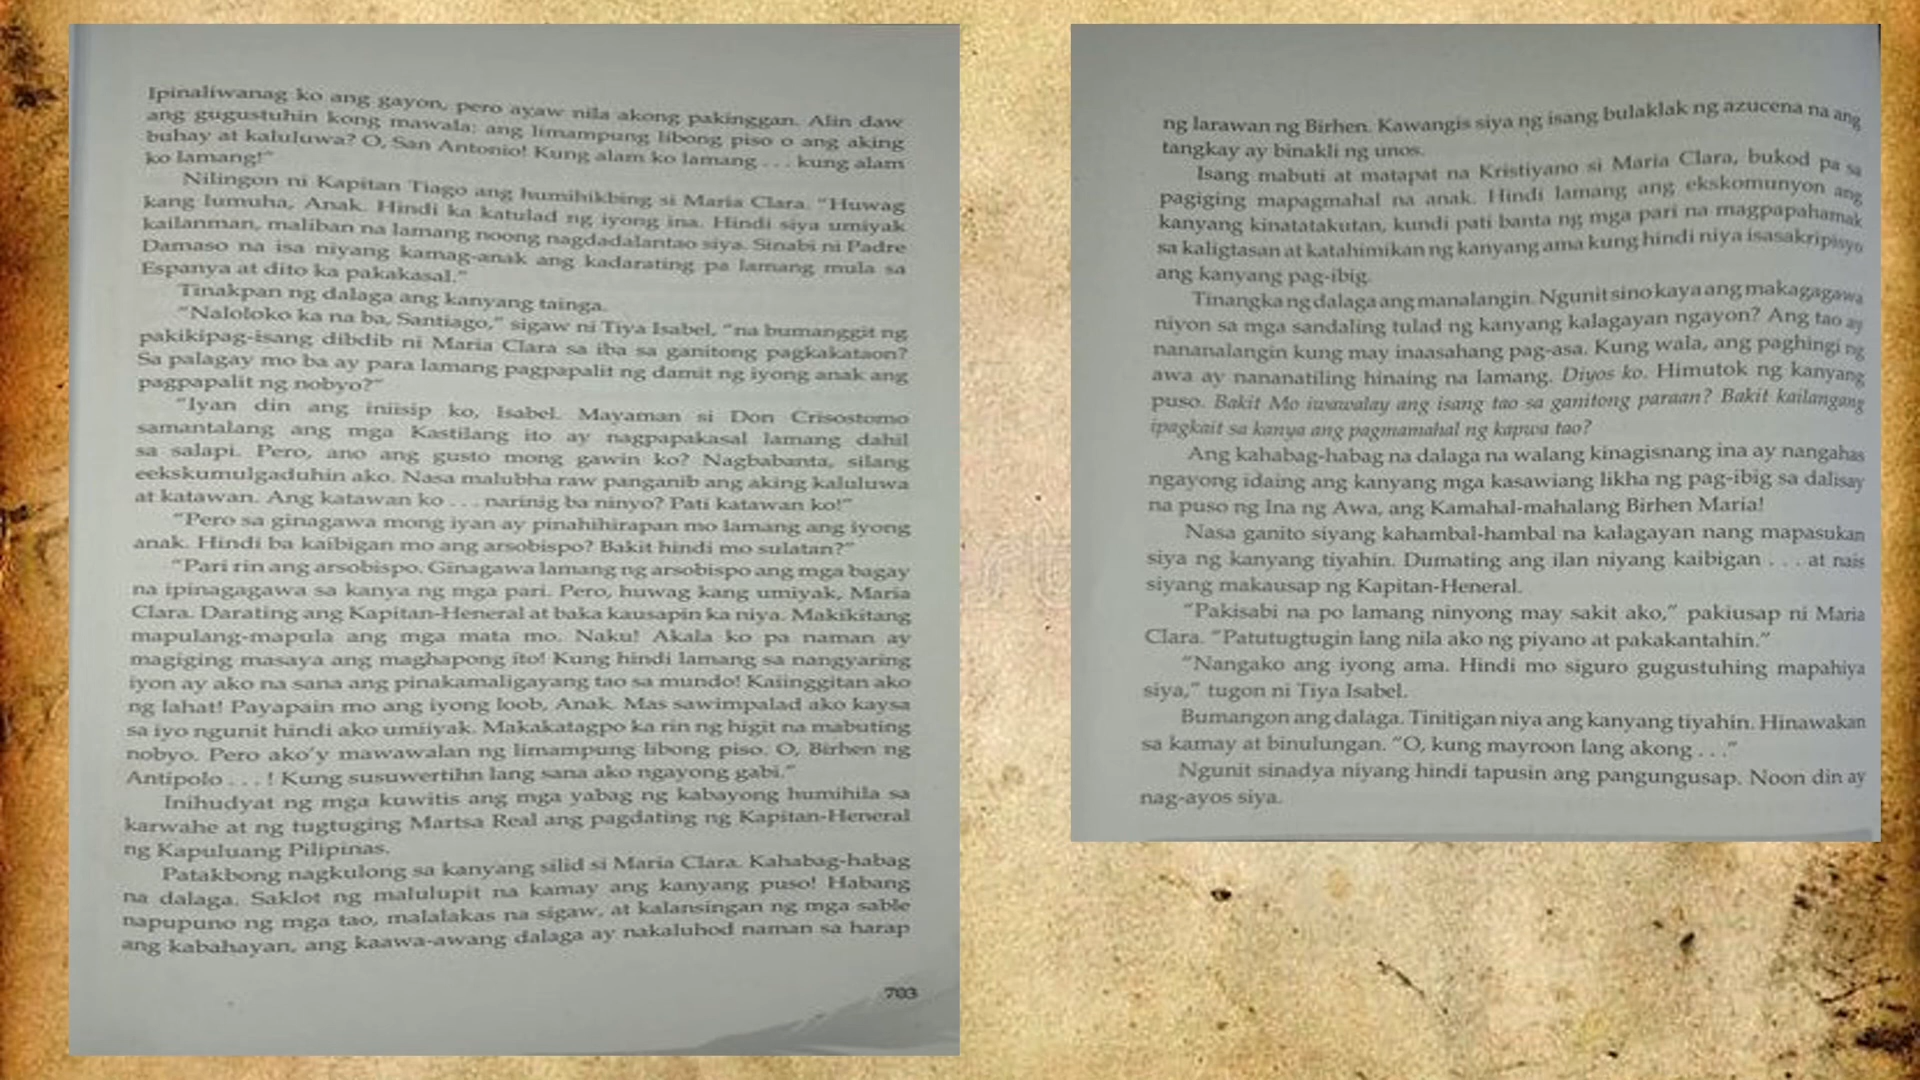 Ipinaliwanag ko ang gayon, pero ayaw nila akong pakinggan. Alin daw
ang gugustuhin kong mawala: ang limampung libong piso o ang aking
buhay at kaluluwa? O, San Antonio! Kung alam ko lamang . . . kung alam
ko lamang!"
Nilingon ni Kapitan Tiago ang humihikbing si Maria Clara. "Huwag
kang lumuha, Anak. Hindi ka katulad ng iyong ina. Hindi siya umiyak
kailanman, maliban na lamang noong nagdadalantao siya. Sinabi ni Padre
Damaso na isa niyang kamag-anak ang kadarating pa lamang mula sa
Espanya at dito ka pakakasal."
Tinakpan ng dalaga ang kanyang tainga.
"Naloloko ka na ba, Santiago," sigaw ni Tiya Isabel, "na bumanggit ng
pakikipag-isang dibdib ni Maria Clara sa iba sa ganitong pagkakataon?
Sa palagay mo ba ay para lamang pagpapalit ng damit ng iyong anak ang
pagpapalit ng nobyo?"
"Iyan din ang iniisip ko, Isabel. Mayaman si Don Crisostomo
samantalang ang mga Kastilang ito ay nagpapakasal lamang dahil
sa salapi. Pero, ano ang gusto mong gawin ko? Nagbabanta, silang
eekskumulgaduhin ako. Nasa malubha raw panganib ang aking kaluluwa
at katawan. Ang katawan ko . . . narinig ba ninyo? Pati katawan ko!"
"Pero sa ginagawa mong iyan ay pinahihirapan mo lamang ang iyong
anak. Hindi ba kaibigan mo ang arsobispo? Bakit hindi mo sulatan?"
"Pari rin ang arsobispo. Ginagawa lamang ng arsobispo ang mga bagay
na ipinagagawa sa kanya ng mga pari. Pero, huwag kang umiyak, Maria
Clara. Darating ang Kapitan-Heneral at baka kausapin ka niya. Makikitang
mapulang-mapula ang mga mata mo. Naku! Akala ko pa naman ay
magiging masaya ang maghapong ito! Kung hindi lamang sa nangyaring
iyon ay ako na sana ang pinakamaligayang tao sa mundo! Kaiinggitan ako
ng lahat! Payapain mo ang iyong loob, Anak. Mas sawimpalad ako kaysa
sa iyo ngunit hindi ako umiiyak. Makakatagpo ka rin ng higit na mabuting
nobyo. Pero ako'y mawawalan ng limampung libong piso. O, Birhen ng
Antipolo . . . ! Kung susuwertihn lang sana ako ngayong gabi."
Inihudyat ng mga kuwitis ang mga yabag ng kabayong humihila sa
karwahe at ng tugtuging Martsa Real ang pagdating ng Kapitan-Heneral
ng Kapuluang Pilipinas.
Patakbong nagkulong sa kanyang silid si Maria Clara. Kahabag-habag
na dalaga. Saklot ng malulupit na kamay ang kanyang puso! Habang
napupuno ng mga tao, malalakas na sigaw, at kalansingan ng mga sable
ang kabahayan, ang kaawa-awang dalaga ay nakaluhod naman sa harap
703
ng larawan ng Birhen. Kawangis siya ng isang bulaklak ng azucena na ang
tangkay ay binakli ng unos.
Isang mabuti at matapat na Kristiyano si Maria Clara, bukod pa sa
pagiging mapagmahal na anak. Hindi lamang ang ekskomunyon ang
kanyang kinatatakutan, kundi pati banta ng mga pari na magpapahamak
sa kaligtasan at katahimikan ng kanyang ama kung hindi niya isasakripisyo
ang kanyang pag-ibig.
Tinangka ng dalaga ang manalangin. Ngunit sino kaya ang makagagawa
niyon sa mga sandaling tulad ng kanyang kalagayan ngayon? Ang tao ay
nananalangin kung may inaasahang pag-asa. Kung wala, ang paghingi ng
awa ay nananatiling hinaing na lamang. Diyos ko. Himutok ng kanyang
puso. Bakit Mo iwawalay ang isang tao sa ganitong paraan? Bakit kailangang
ipagkait sa kanya ang pagmamahal ng kapwa tao?
Ang kahabag-habag na dalaga na walang kinagisnang ina ay nangahas
ngayong idaing ang kanyang mga kasawiang likha ng pag-ibig sa dalisay
na puso ng Ina ng Awa, ang Kamahal-mahalang Birhen Maria!
Nasa ganito siyang kahambal-hambal na kalagayan nang mapasukan
siya ng kanyang tiyahin. Dumating ang ilan niyang kaibigan . . . at nais
siyang makausap ng Kapitan-Heneral.
"Pakisabi na po lamang ninyong may sakit ako," pakiusap ni Maria
Clara. "Patutugtugin lang nila ako ng piyano at pakakantahin."
"Nangako ang iyong ama. Hindi mo siguro gugustuhing mapahiya
siya," tugon ni Tiya Isabel.
Bumangon ang dalaga. Tinitigan niya ang kanyang tiyahin. Hinawakan
sa kamay at binulungan. "O, kung mayroon lang akong . . ."
Ngunit sinadya niyang hindi tapusin ang pangungusap. Noon din ay
nag-ayos siya.